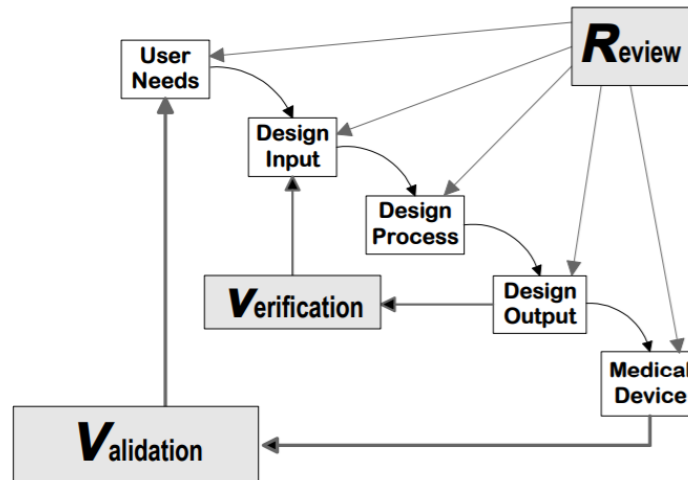 User
Needs
Review
Design
Input
Design
Process
Verification
Design
Output
Medical
Device
Validation